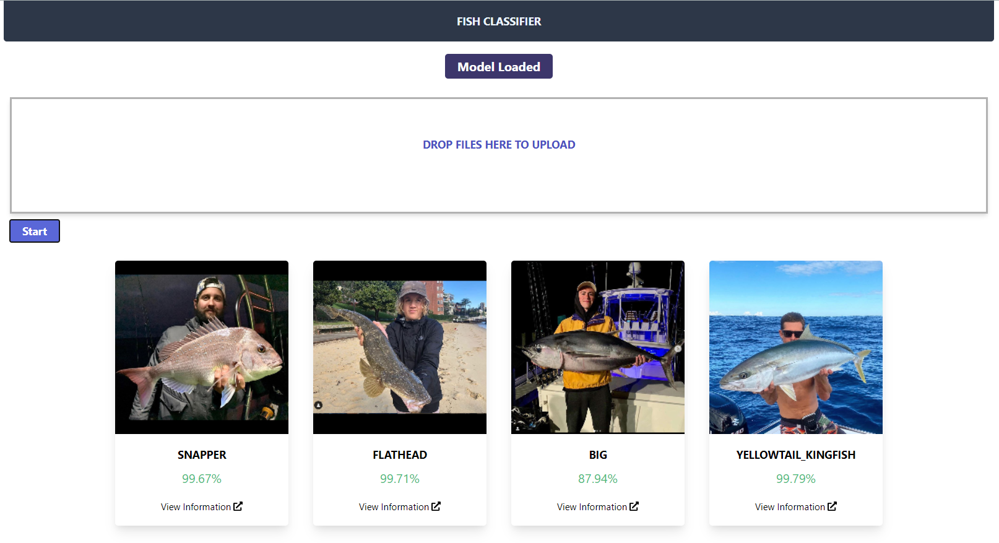 FISH CLASSIFIER
Model Loaded
DROP FILES HERE TO UPLOAD
Start
SNAPPER
FLATHEAD
BIG
YELLOWTAIL_KINGFISH
99.67%
99.71%
87.94%
99.79%
View Information
View Information
View Information
View Information